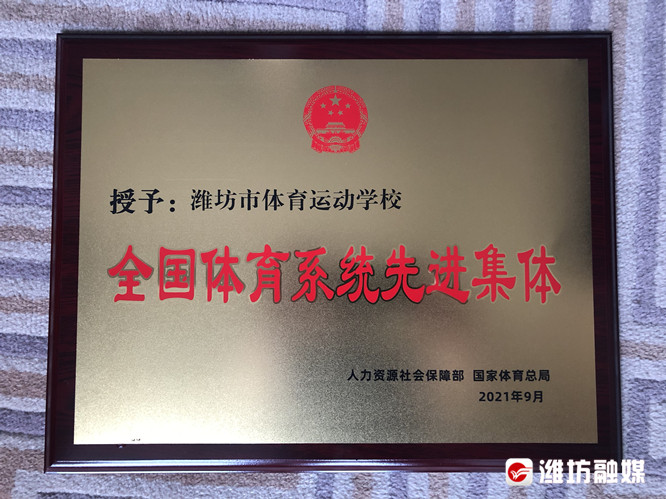 授予：潍坊市体育运动学校
全国体育系统先进集体
人力资源社会保障部 国家体育总局
2021年9月
潍坊融媒